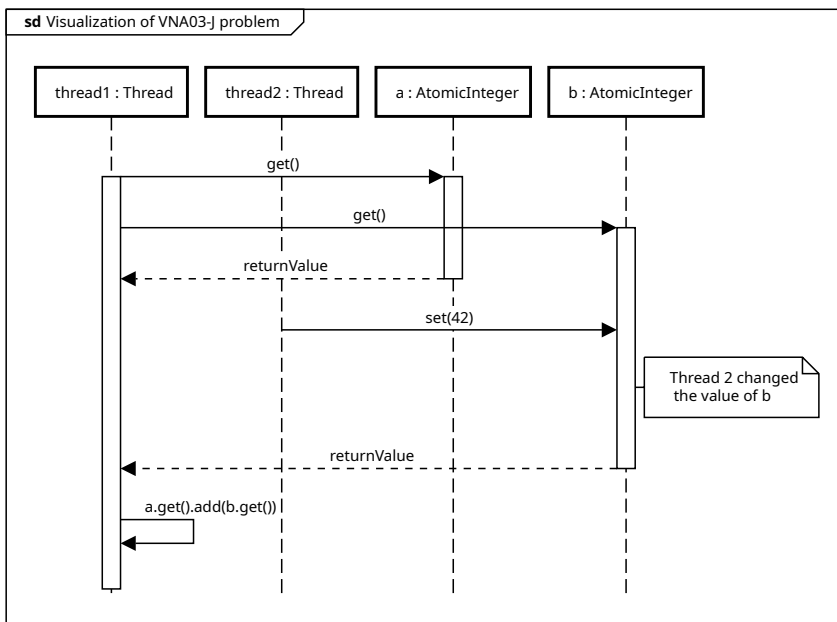 sd Visualization of VNA03-J problem
thread1 : Thread
thread2 : Thread
a : AtomicInteger
b : AtomicInteger
get()
get()
returnValue
set(42)
Thread 2 changed
the value of b
returnValue
a.get().add(b.get())